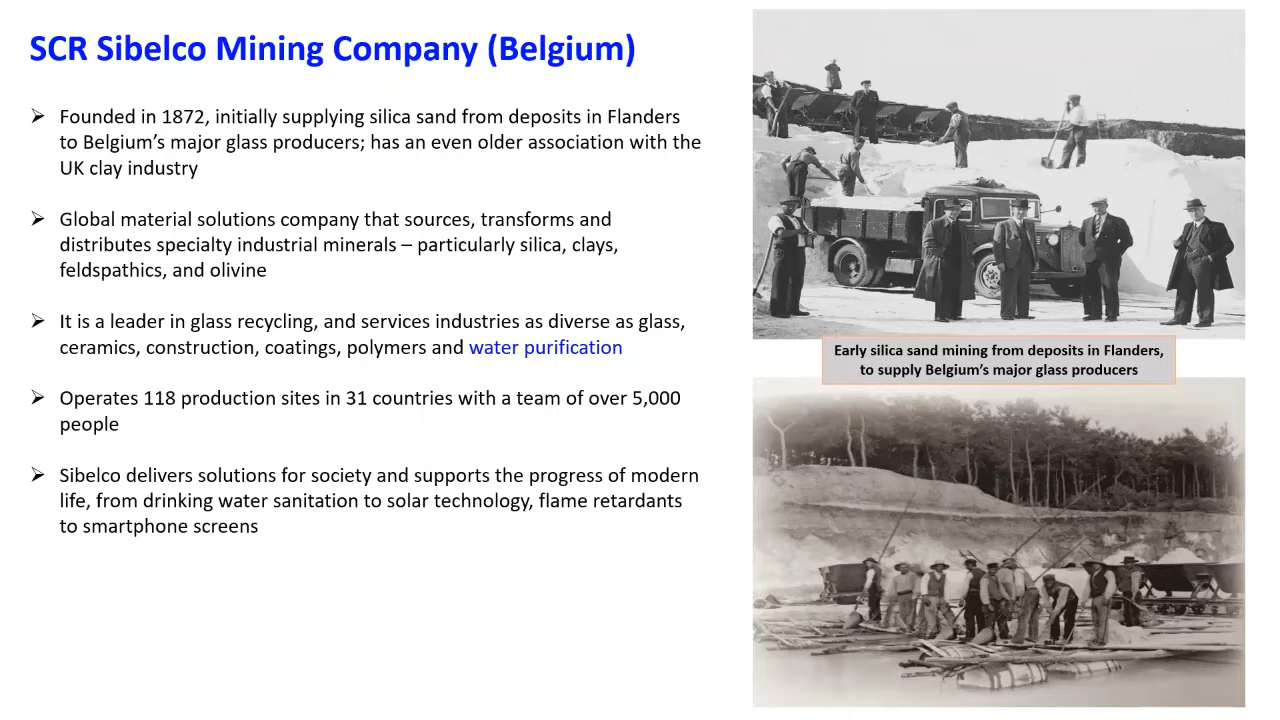 SCR Sibelco Mining Company (Belgium)
➢ Founded in 1872, initially supplying silica sand from deposits in Flanders
to Belgium’s major glass producers; has an even older association with the
UK clay industry
➢ Global material solutions company that sources, transforms and
distributes specialty industrial minerals – particularly silica, clays,
feldspathics, and olivine
➢ It is a leader in glass recycling, and services industries as diverse as glass,
ceramics, construction, coatings, polymers and water purification
➢ Operates 118 production sites in 31 countries with a team of over 5,000
people
➢ Sibelco delivers solutions for society and supports the progress of modern
life, from drinking water sanitation to solar technology, flame retardants
to smartphone screens
Early silica sand mining from deposits in Flanders,
to supply Belgium’s major glass producers